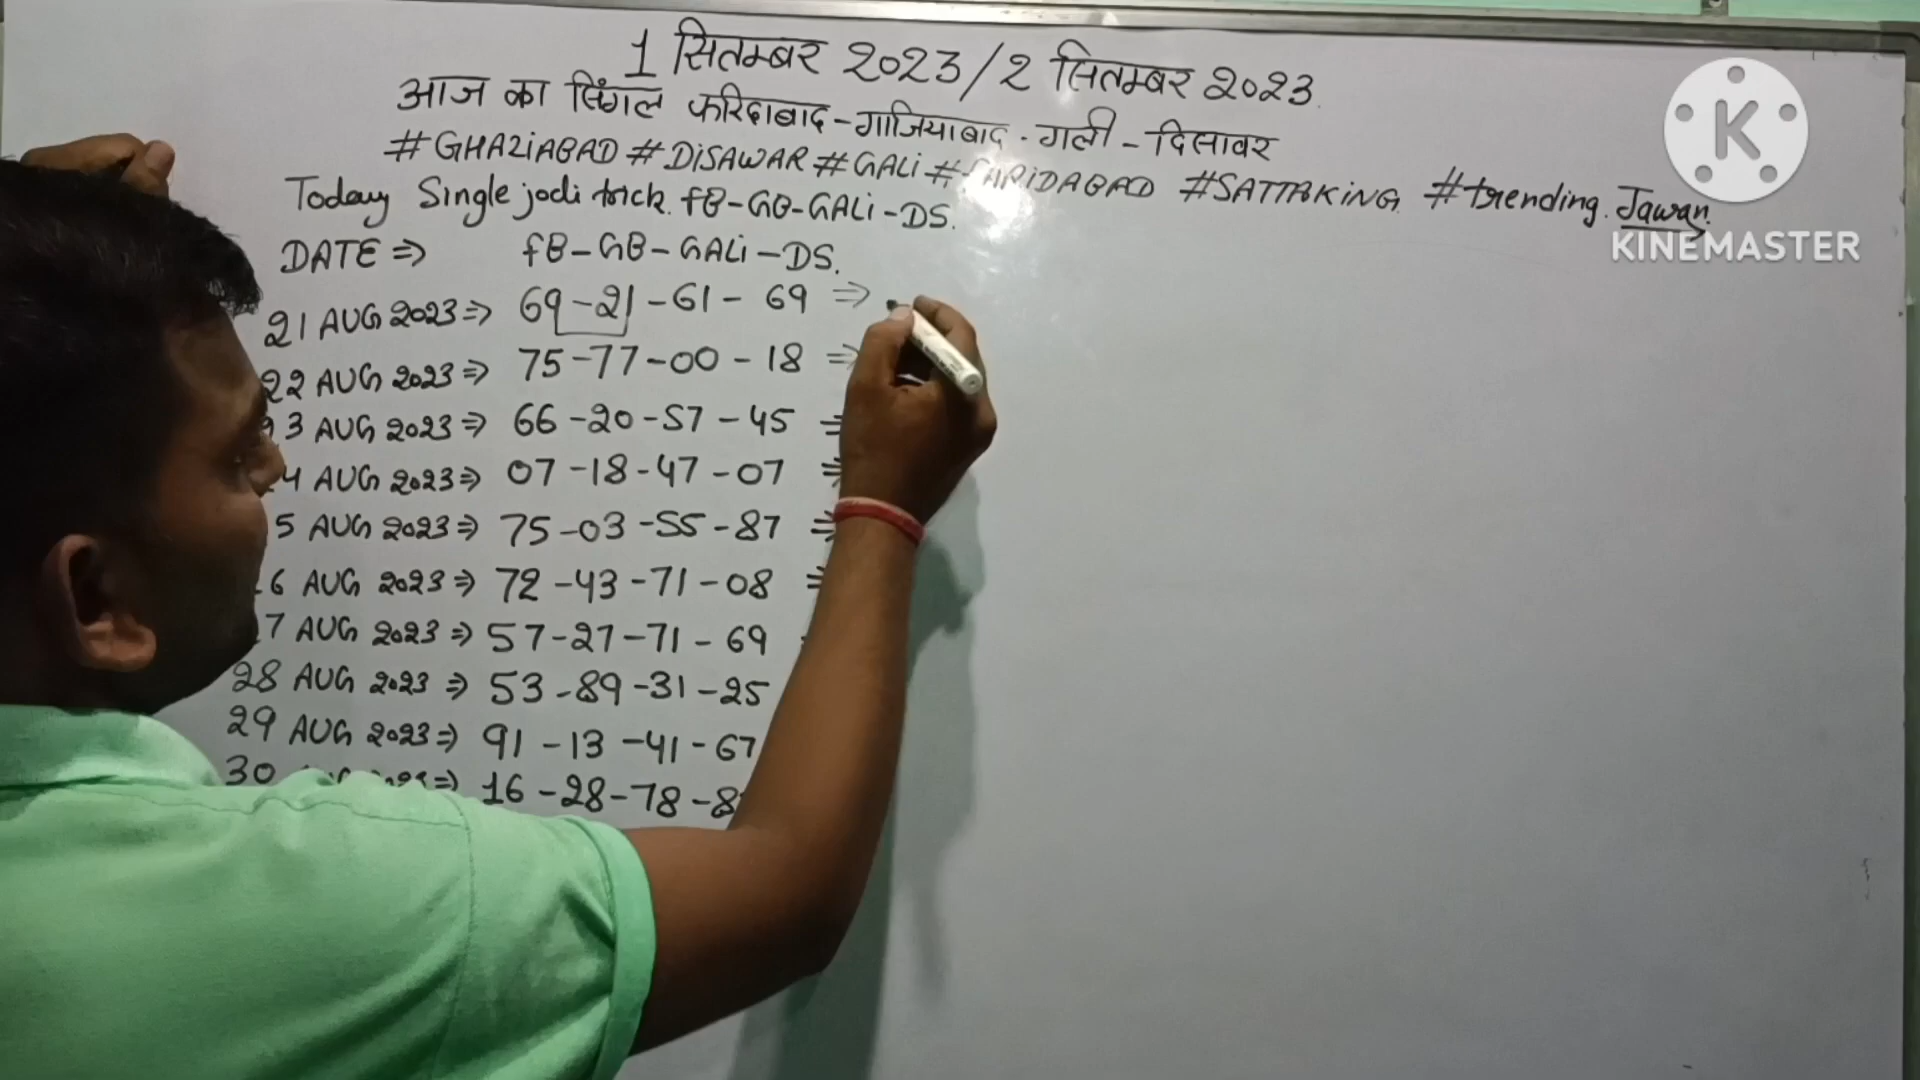 1 सितम्बर 2023/2 सितम्बर 2023
आज का सिंगल फरिदाबाद-गाजियाबाद-गली-दिसावर
#GHAZiABAD #DiSAWAR #GALi #FARiDABAD #SATTAKiNG #trending. Jawan.
Today Single jodi trick. fB-GB-GALi-DS.
DATE ⇒ fB-GB-GALi-DS.
21 AUG 2023 ⇒ 69-21-61-69 ⇒
22 AUG 2023 ⇒ 75-77-00-18 ⇒
3 AUG 2023 ⇒ 66-20-57-45 ⇒
4 AUG 2023 ⇒ 07-18-47-07 ⇒
5 AUG 2023 ⇒ 75-03-55-87 ⇒
6 AUG 2023 ⇒ 72-43-71-08 ⇒
7 AUG 2023 ⇒ 57-27-71-69
28 AUG 2023 ⇒ 53-89-31-25
29 AUG 2023 ⇒ 91-13-41-67
30 ⇒ 16-28-78-8
K
KINEMASTER